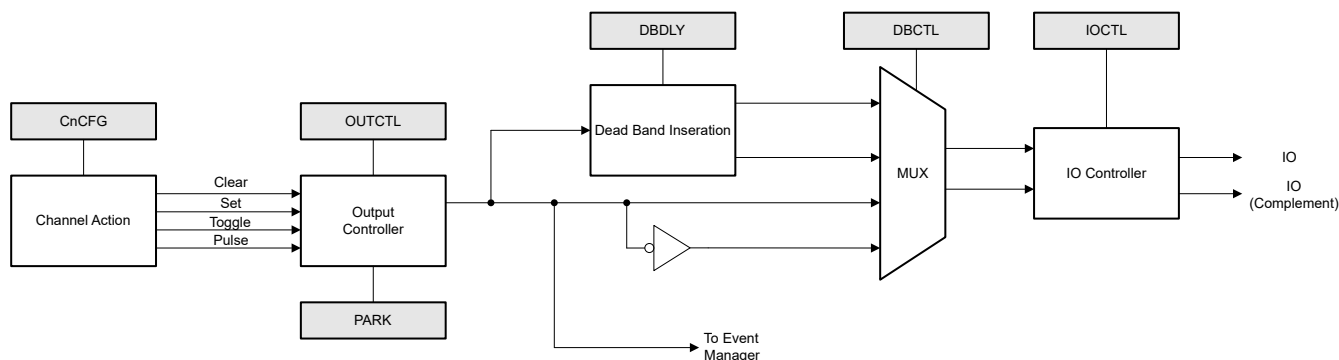 DBDLY
DBCTL
IOCTL
CnCFG
OUTCTL
Dead Band Inseration
Channel Action
Clear
Set
Toggle
Pulse
Output
Controller
MUX
IO Controller
IO
IO
(Complement)
PARK
To Event
Manager